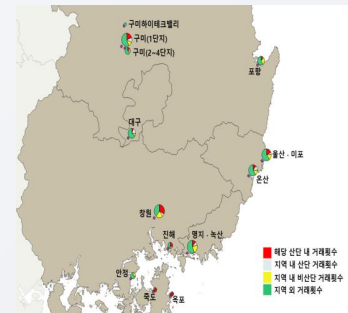 구미하이테크밸리
구미(1단지)
구미(2~4단지)
포항
대구
울산·미포
온산
창원
진해
명지·녹산
안정
죽도
옥포
해당 산단 내 거래횟수
지역 내 산단 거래횟수
지역 내 비산단 거래횟수
지역 외 거래횟수